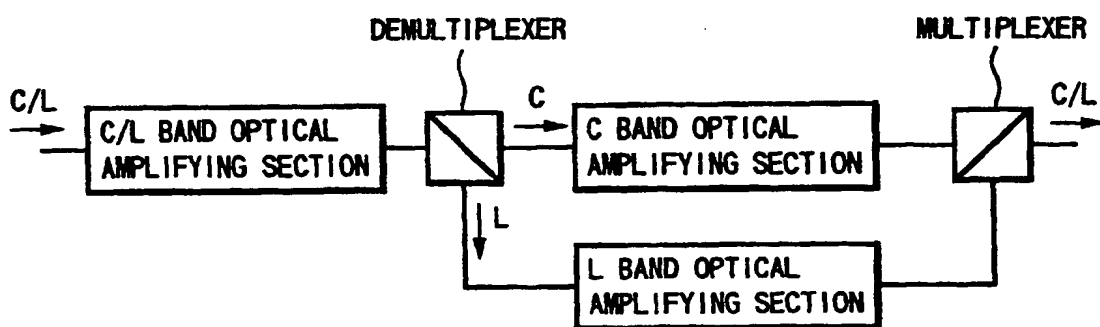 DEMULTIPLEXER
MULTIPLEXER
C/L
C
C/L
C/L BAND OPTICAL
AMPLIFYING SECTION
C BAND OPTICAL
AMPLIFYING SECTION
L
L BAND OPTICAL
AMPLIFYING SECTION